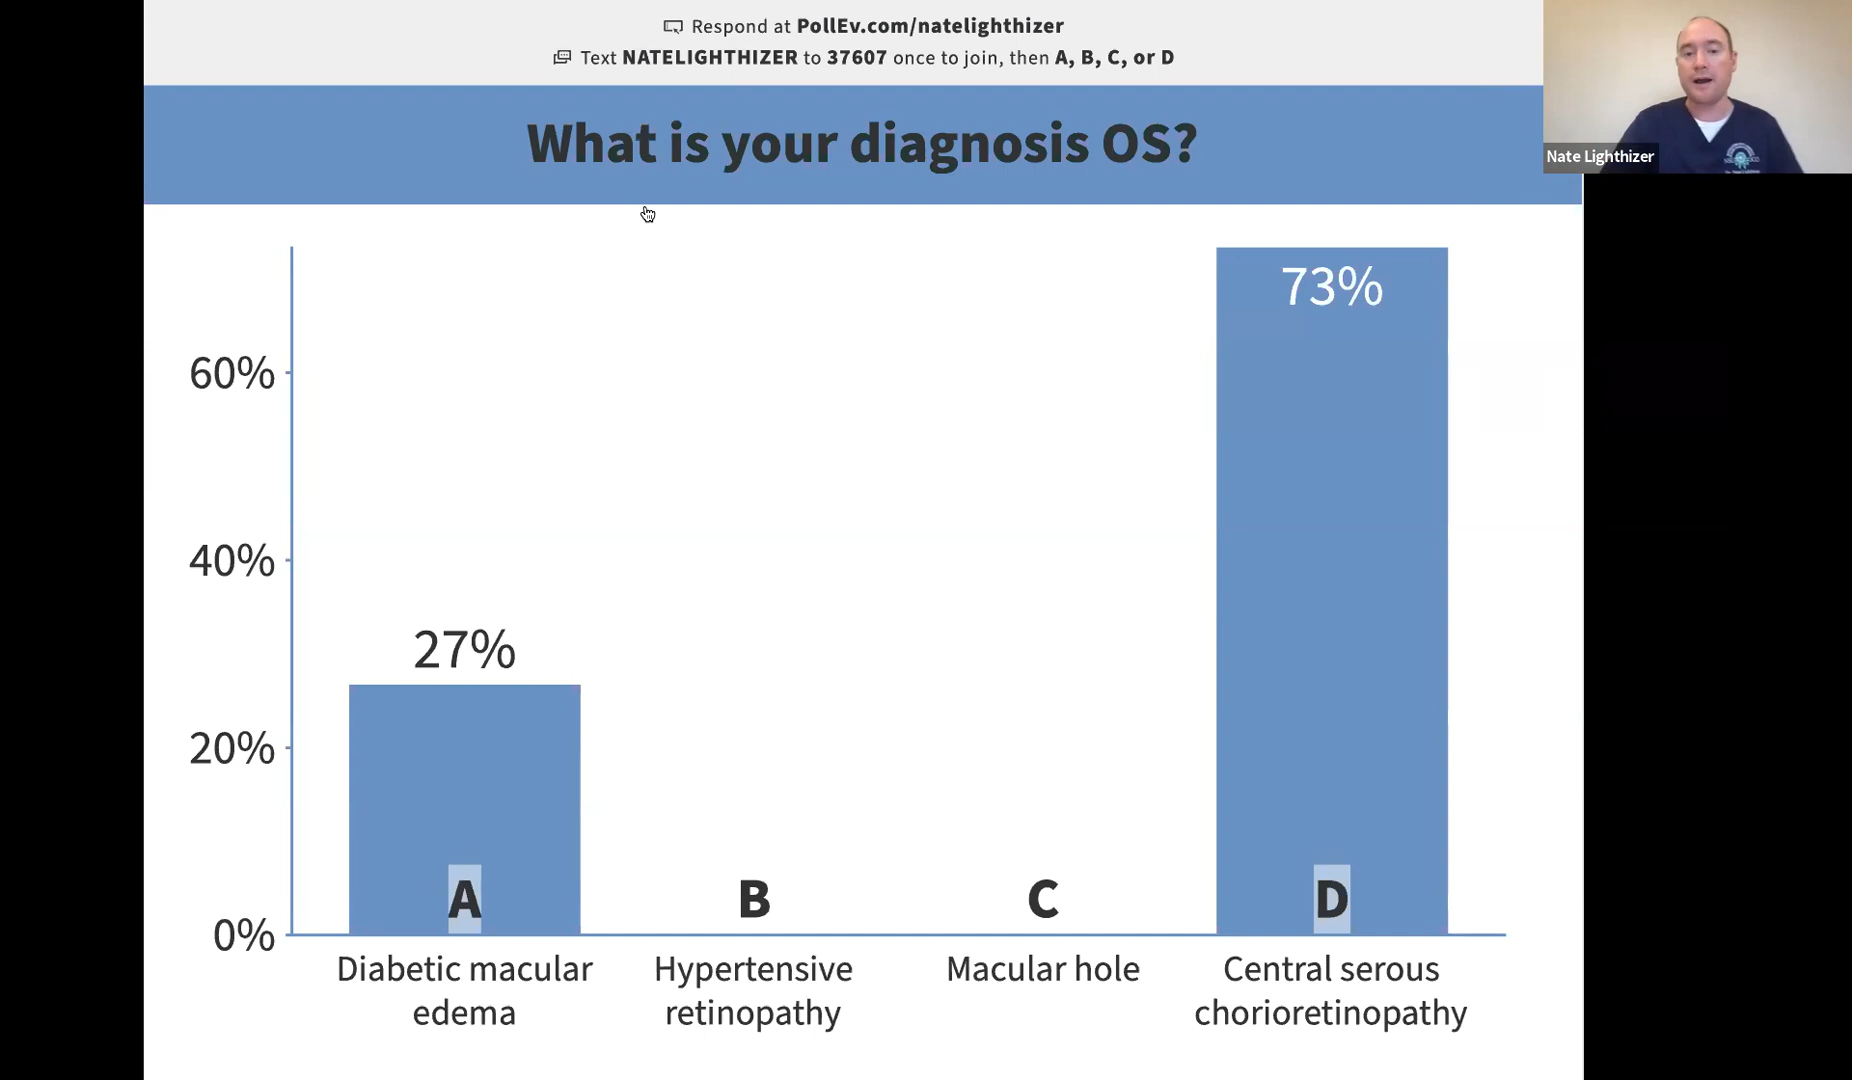 Respond at PollEv.com/natelighthizer
Text NATELIGHTHIZER to 37607 once to join, then A, B, C, or D
Nate Lighthizer
What is your diagnosis OS?
73%
60%
40%
27%
20%
0%
A
B
C
D
Diabetic macular
edema
Hypertensive
retinopathy
Macular hole
Central serous
chorioretinopathy